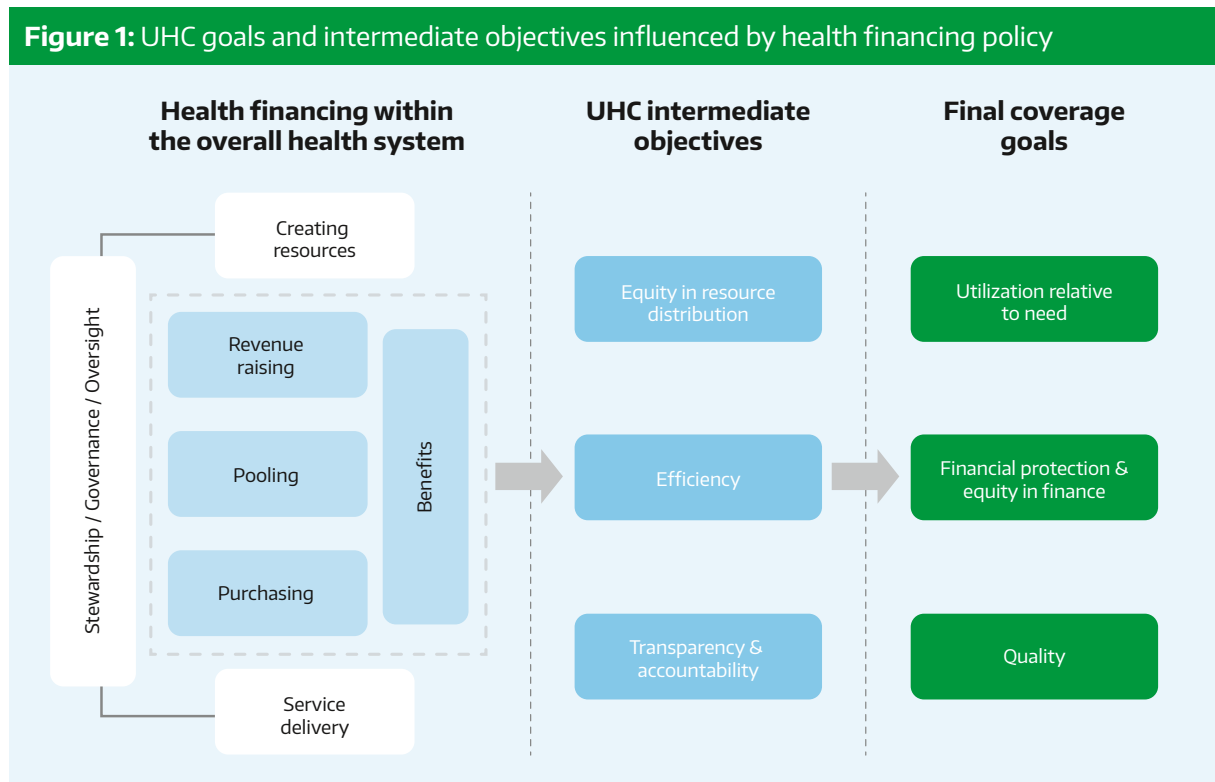 Figure 1: UHC goals and intermediate objectives influenced by health financing policy
Health financing within
the overall health system
UHC intermediate
objectives
Final coverage
goals
Stewardship / Governance / Oversight
Creating
resources
Revenue
raising
Pooling
Purchasing
Benefits
Service
delivery
Equity in resource
distribution
Efficiency
Transparency &
accountability
Utilization relative
to need
Financial protection &
equity in finance
Quality